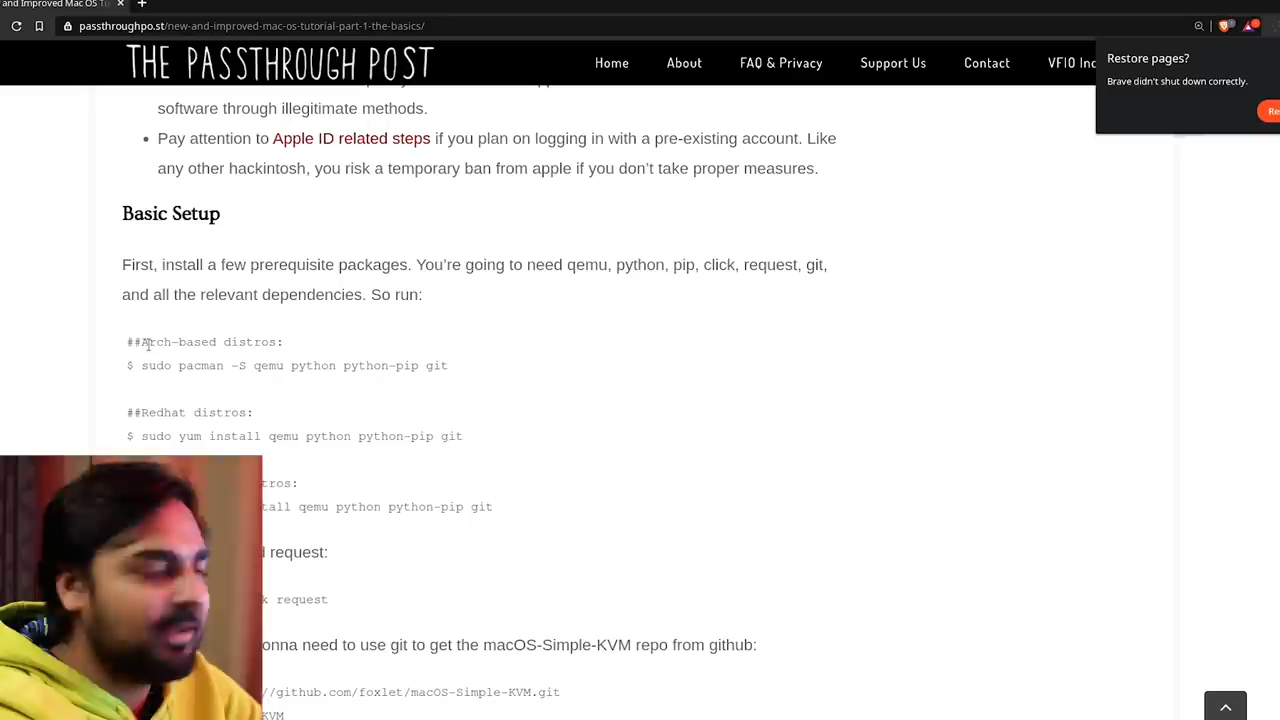 and Improved Mac OS Tu
passthroughpo.st/new-and-improved-mac-os-tutorial-part-1-the-basics/
THE PASSTHROUGH POST
Home
About
FAQ & Privacy
Support Us
Contact
VFIO Inc
Restore pages?
Brave didn't shut down correctly.
Re
software through illegitimate methods.
Pay attention to Apple ID related steps if you plan on logging in with a pre-existing account. Like
any other hackintosh, you risk a temporary ban from apple if you don't take proper measures.
Basic Setup
First, install a few prerequisite packages. You're going to need qemu, python, pip, click, request, git,
and all the relevant dependencies. So run:
##Arch-based distros:
$ sudo pacman -S qemu python python-pip git
##Redhat distros:
$ sudo yum install qemu python python-pip git
tros:
tall qemu python python-pip git
d request:
k request
onna need to use git to get the macOS-Simple-KVM repo from github:
//github.com/foxlet/macOS-Simple-KVM.git
KVM